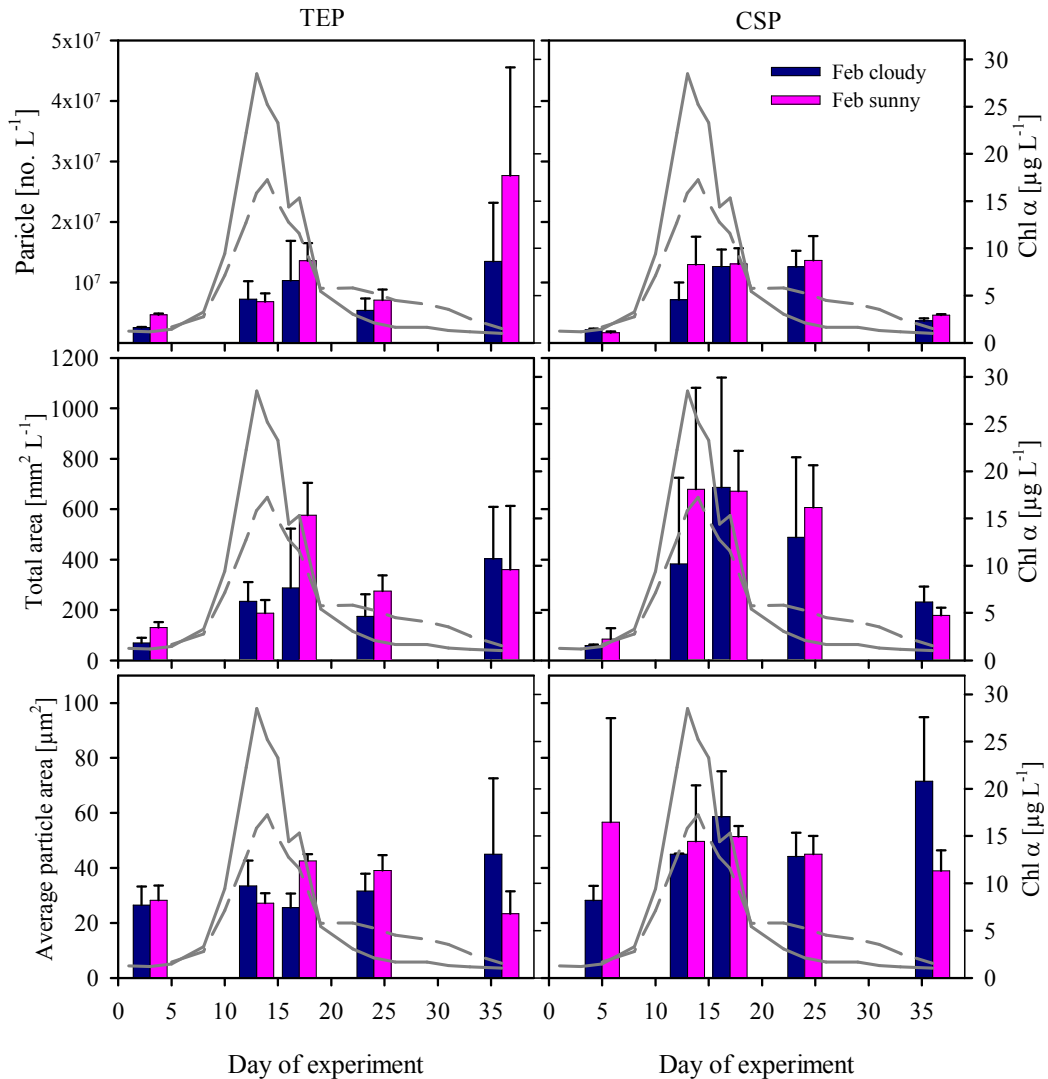 TEP CSP
5x10⁷ 30
Feb cloudy
4x10⁷ 25
Feb sunny
20
3x10⁷
15
2x10⁷
10
10⁷ 5
0
Paricle [no. L⁻¹]
Chl α [µg L⁻¹]
1200
30
1000
25
800
20
600
15
400
10
200 5
0 0
Total area [mm² L⁻¹]
Chl α [µg L⁻¹]
100 30
25
80
20
60
15
40
10
20
5
0 0
Average particle area [µm²]
Chl α [µg L⁻¹]
0 5 10 15 20 25 30 35 0 5 10 15 20 25 30 35
Day of experiment Day of experiment